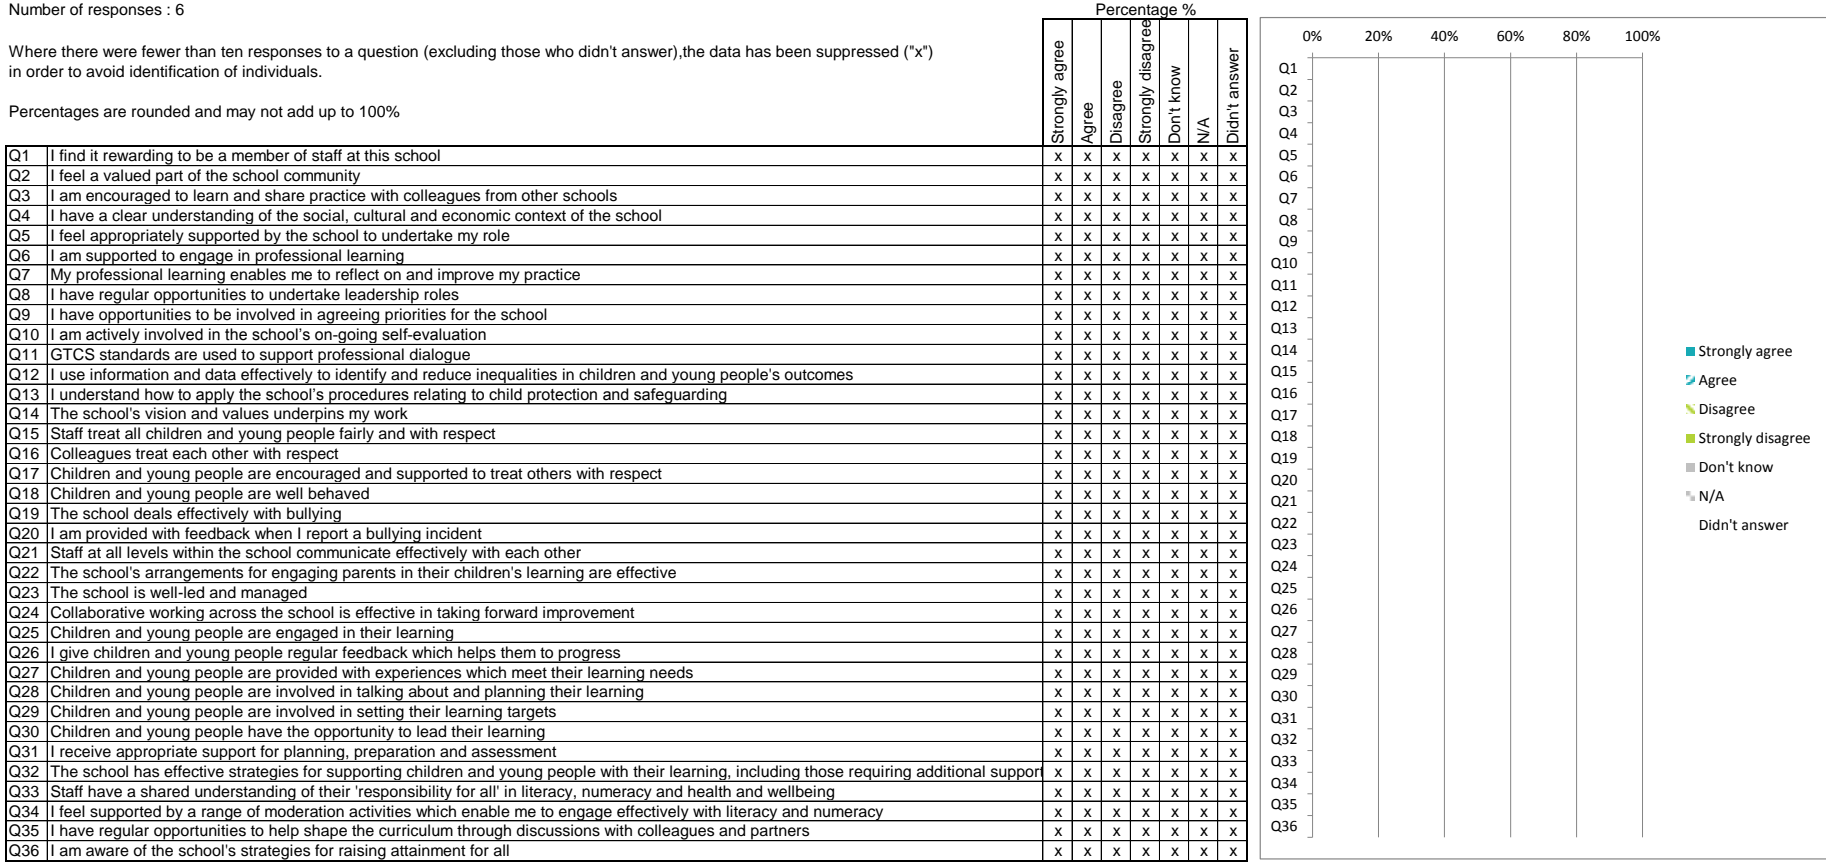 Number of responses : 6
Percentage %
Where there were fewer than ten responses to a question (excluding those who didn't answer),the data has been suppressed ("x")
in order to avoid identification of individuals.
Percentages are rounded and may not add up to 100%
Strongly agree
Agree
Disagree
Strongly disagree
Don't know
N/A
Didn't answer
Q1 I find it rewarding to be a member of staff at this school x x x x x x x
Q2 I feel a valued part of the school community x x x x x x x
Q3 I am encouraged to learn and share practice with colleagues from other schools x x x x x x x
Q4 I have a clear understanding of the social, cultural and economic context of the school x x x x x x x
Q5 I feel appropriately supported by the school to undertake my role x x x x x x x
Q6 I am supported to engage in professional learning x x x x x x x
Q7 My professional learning enables me to reflect on and improve my practice x x x x x x x
Q8 I have regular opportunities to undertake leadership roles x x x x x x x
Q9 I have opportunities to be involved in agreeing priorities for the school x x x x x x x
Q10 I am actively involved in the school's on-going self-evaluation x x x x x x x
Q11 GTCS standards are used to support professional dialogue x x x x x x x
Q12 I use information and data effectively to identify and reduce inequalities in children and young people's outcomes x x x x x x x
Q13 I understand how to apply the school's procedures relating to child protection and safeguarding x x x x x x x
Q14 The school's vision and values underpins my work x x x x x x x
Q15 Staff treat all children and young people fairly and with respect x x x x x x x
Q16 Colleagues treat each other with respect x x x x x x x
Q17 Children and young people are encouraged and supported to treat others with respect x x x x x x x
Q18 Children and young people are well behaved x x x x x x x
Q19 The school deals effectively with bullying x x x x x x x
Q20 I am provided with feedback when I report a bullying incident x x x x x x x
Q21 Staff at all levels within the school communicate effectively with each other x x x x x x x
Q22 The school's arrangements for engaging parents in their children's learning are effective x x x x x x x
Q23 The school is well-led and managed x x x x x x x
Q24 Collaborative working across the school is effective in taking forward improvement x x x x x x x
Q25 Children and young people are engaged in their learning x x x x x x x
Q26 I give children and young people regular feedback which helps them to progress x x x x x x x
Q27 Children and young people are provided with experiences which meet their learning needs x x x x x x x
Q28 Children and young people are involved in talking about and planning their learning x x x x x x x
Q29 Children and young people are involved in setting their learning targets x x x x x x x
Q30 Children and young people have the opportunity to lead their learning x x x x x x x
Q31 I receive appropriate support for planning, preparation and assessment x x x x x x x
Q32 The school has effective strategies for supporting children and young people with their learning, including those requiring additional support x x x x x x x
Q33 Staff have a shared understanding of their 'responsibility for all' in literacy, numeracy and health and wellbeing x x x x x x x
Q34 I feel supported by a range of moderation activities which enable me to engage effectively with literacy and numeracy x x x x x x x
Q35 I have regular opportunities to help shape the curriculum through discussions with colleagues and partners x x x x x x x
Q36 I am aware of the school's strategies for raising attainment for all x x x x x x x
0% 20% 40% 60% 80% 100%
Q1
Q2
Q3
Q4
Q5
Q6
Q7
Q8
Q9
Q10
Q11
Q12
Q13
Q14
Q15
Q16
Q17
Q18
Q19
Q20
Q21
Q22
Q23
Q24
Q25
Q26
Q27
Q28
Q29
Q30
Q31
Q32
Q33
Q34
Q35
Q36
Strongly agree
Agree
Disagree
Strongly disagree
Don't know
N/A
Didn't answer